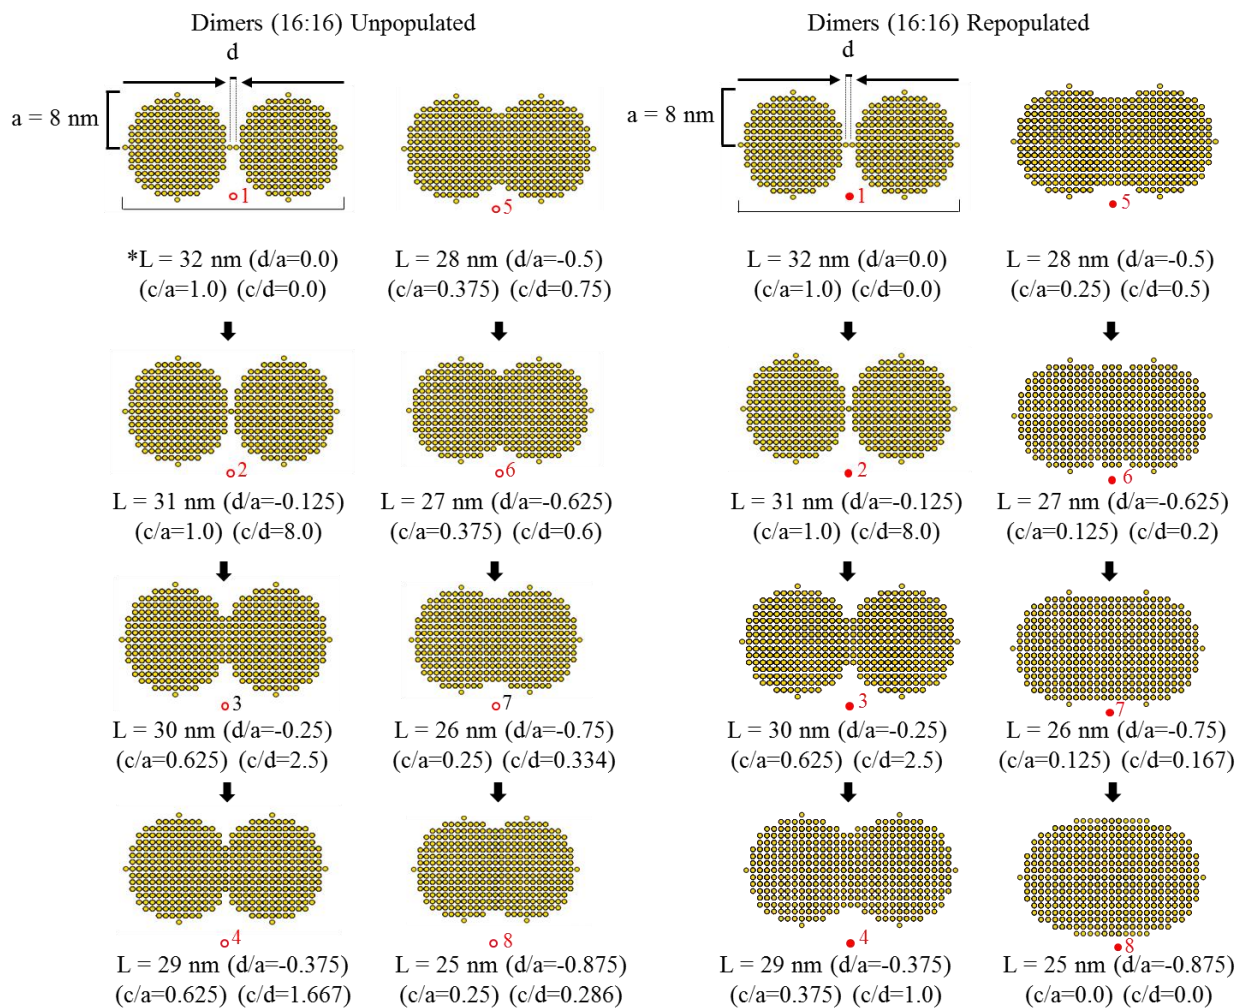 Dimers (16:16) Unpopulated
d
a = 8 nm
1
*L = 32 nm (d/a=0.0)
(c/a=1.0) (c/d=0.0)
2
L = 31 nm (d/a=-0.125)
(c/a=1.0) (c/d=8.0)
3
L = 30 nm (d/a=-0.25)
(c/a=0.625) (c/d=2.5)
4
L = 29 nm (d/a=-0.375)
(c/a=0.625) (c/d=1.667)
5
L = 28 nm (d/a=-0.5)
(c/a=0.375) (c/d=0.75)
6
L = 27 nm (d/a=-0.625)
(c/a=0.375) (c/d=0.6)
7
L = 26 nm (d/a=-0.75)
(c/a=0.25) (c/d=0.334)
8
L = 25 nm (d/a=-0.875)
(c/a=0.25) (c/d=0.286)
Dimers (16:16) Repopulated
d
a = 8 nm
1
L = 32 nm (d/a=0.0)
(c/a=1.0) (c/d=0.0)
2
L = 31 nm (d/a=-0.125)
(c/a=1.0) (c/d=8.0)
3
L = 30 nm (d/a=-0.25)
(c/a=0.625) (c/d=2.5)
4
L = 29 nm (d/a=-0.375)
(c/a=0.375) (c/d=1.0)
5
L = 28 nm (d/a=-0.5)
(c/a=0.25) (c/d=0.5)
6
L = 27 nm (d/a=-0.625)
(c/a=0.125) (c/d=0.2)
7
L = 26 nm (d/a=-0.75)
(c/a=0.125) (c/d=0.167)
8
L = 25 nm (d/a=-0.875)
(c/a=0.0) (c/d=0.0)